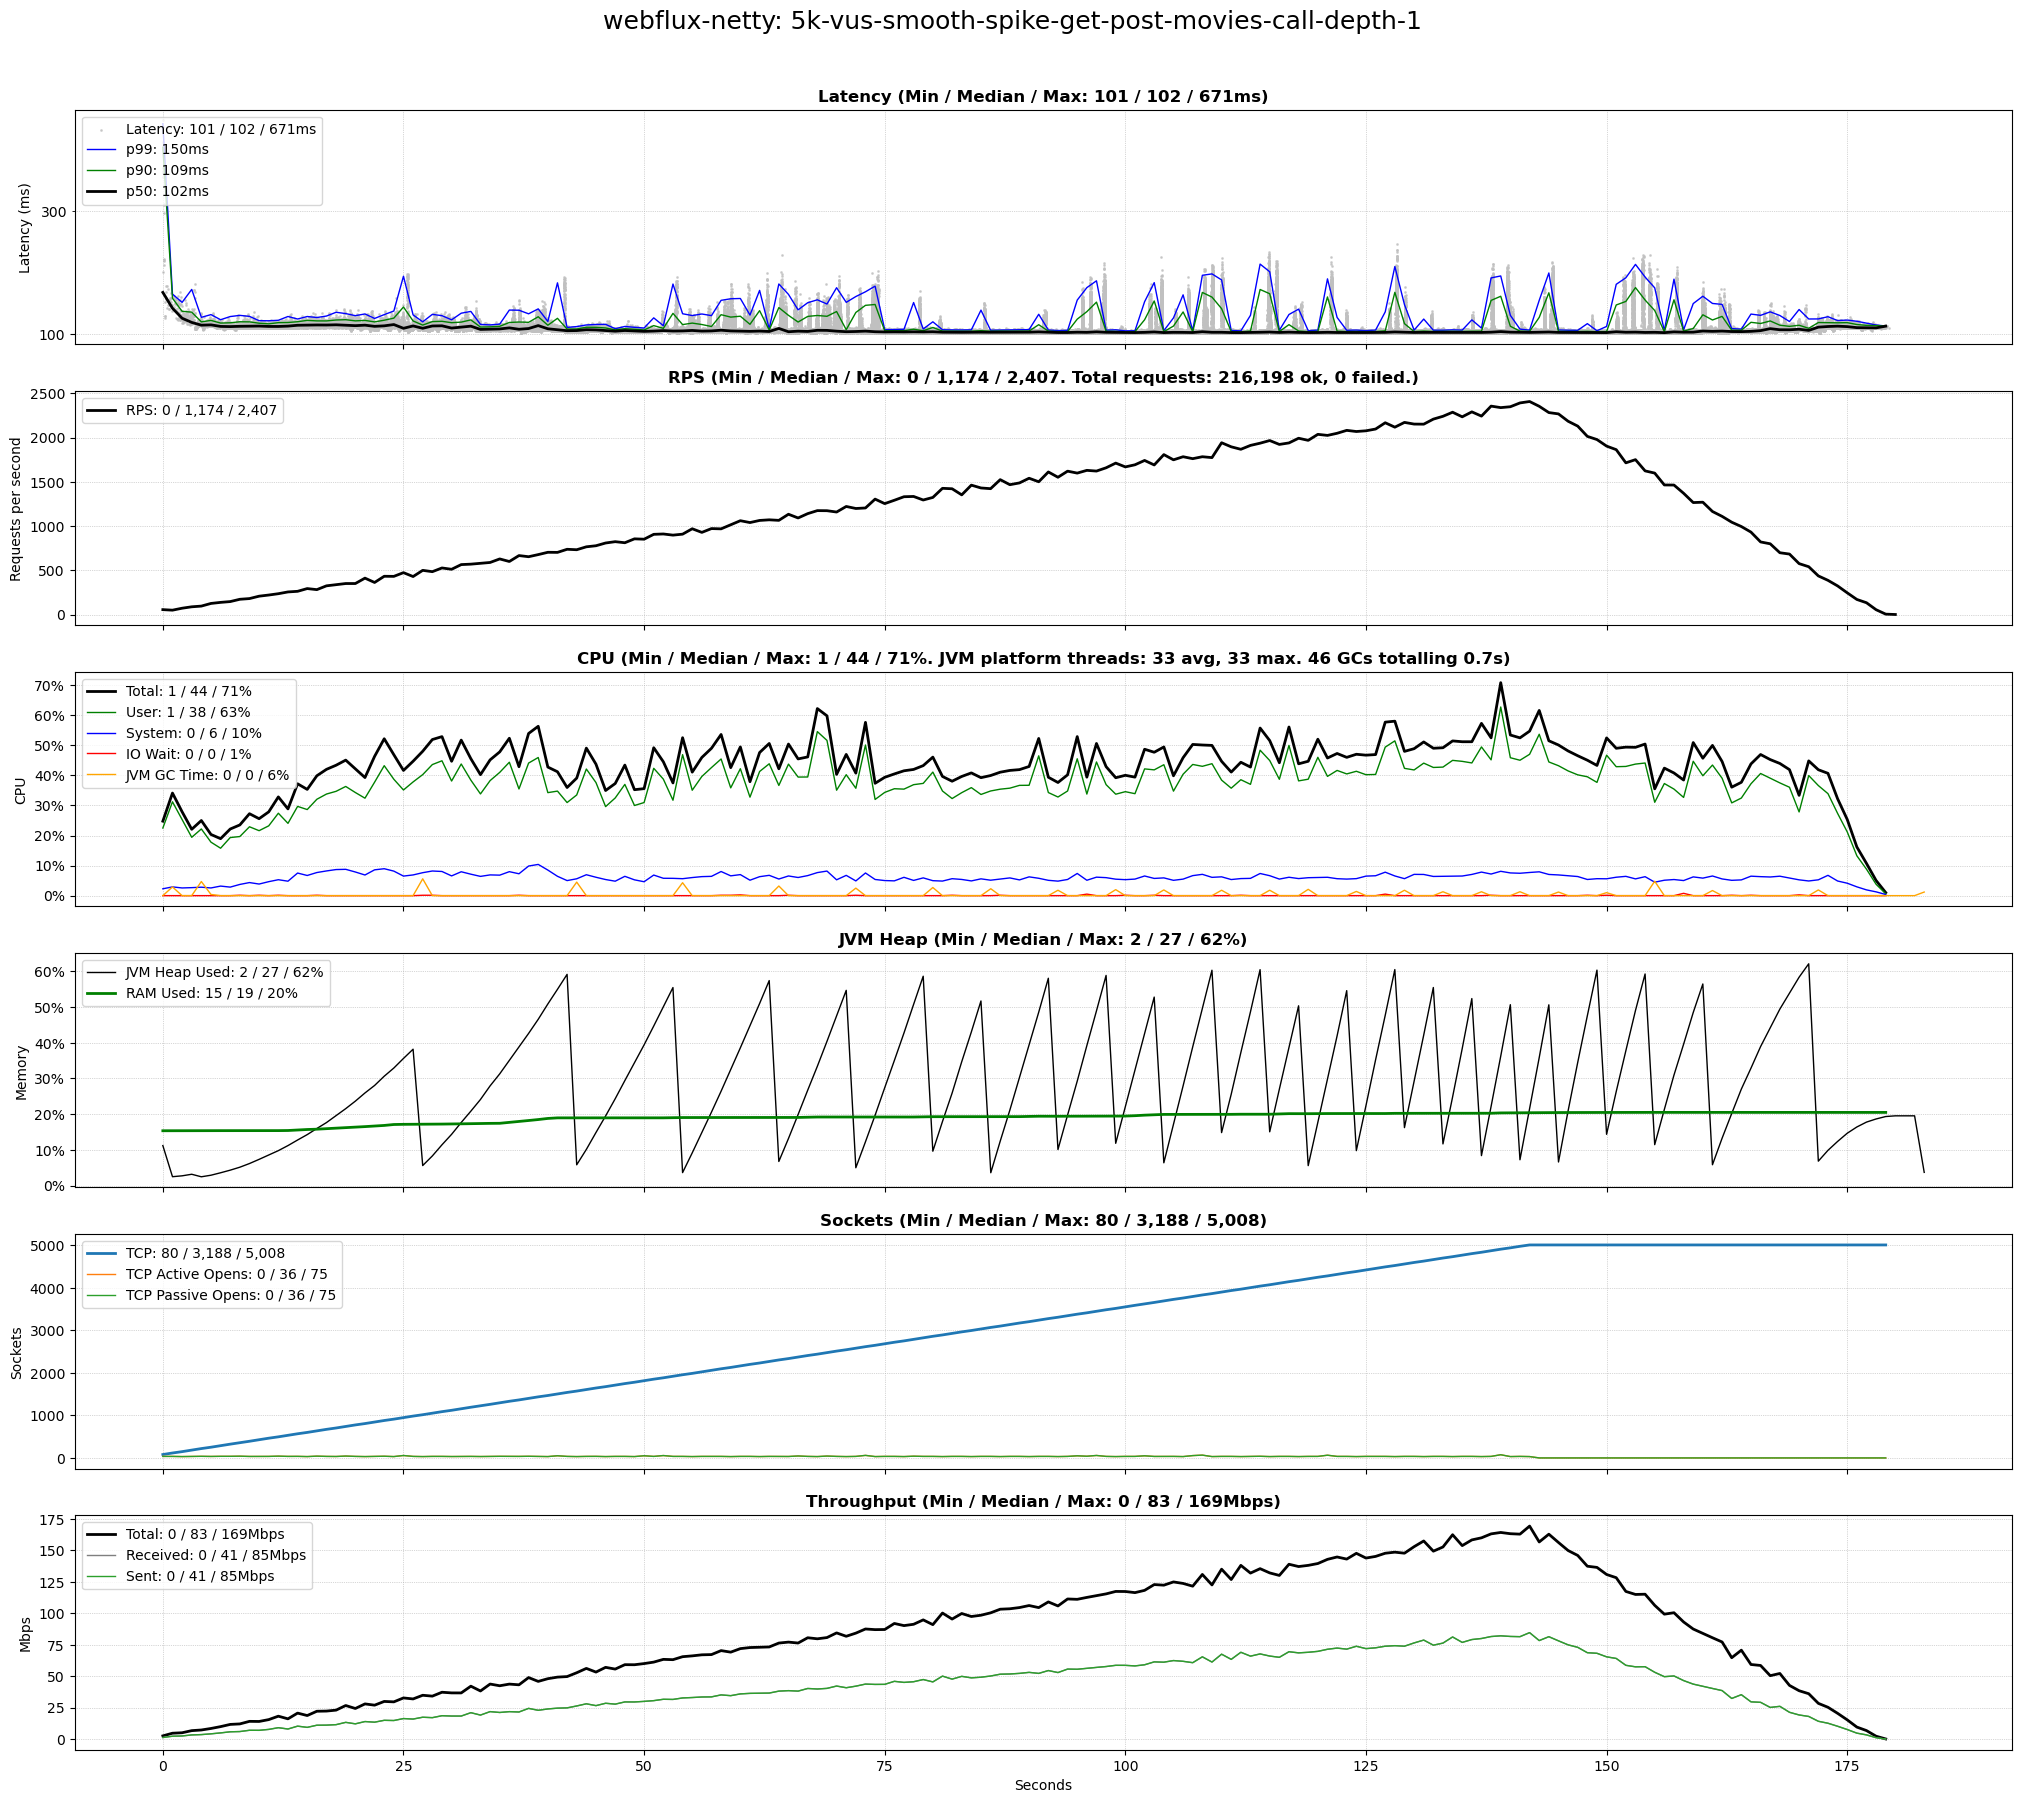 webflux-netty: 5k-vus-smooth-spike-get-post-movies-call-depth-1
Latency (Min / Median / Max: 101 / 102 / 671ms)
Latency: 101 / 102 / 671ms
p99: 150ms
p90: 109ms
p50: 102ms
Latency (ms)
300
100
RPS (Min / Median / Max: 0 / 1,174 / 2,407. Total requests: 216,198 ok, 0 failed.)
RPS: 0 / 1,174 / 2,407
Requests per second
2500
2000
1500
1000
500
0
CPU (Min / Median / Max: 1 / 44 / 71%. JVM platform threads: 33 avg, 33 max. 46 GCs totalling 0.7s)
Total: 1 / 44 / 71%
User: 1 / 38 / 63%
System: 0 / 6 / 10%
IO Wait: 0 / 0 / 1%
JVM GC Time: 0 / 0 / 6%
CPU
70%
60%
50%
40%
30%
20%
10%
0%
JVM Heap (Min / Median / Max: 2 / 27 / 62%)
JVM Heap Used: 2 / 27 / 62%
RAM Used: 15 / 19 / 20%
Memory
60%
50%
40%
30%
20%
10%
0%
Sockets (Min / Median / Max: 80 / 3,188 / 5,008)
TCP: 80 / 3,188 / 5,008
TCP Active Opens: 0 / 36 / 75
TCP Passive Opens: 0 / 36 / 75
Sockets
5000
4000
3000
2000
1000
0
Throughput (Min / Median / Max: 0 / 83 / 169Mbps)
Total: 0 / 83 / 169Mbps
Received: 0 / 41 / 85Mbps
Sent: 0 / 41 / 85Mbps
Mbps
175
150
125
100
75
50
25
0
0 25 50 75 100 125 150 175
Seconds